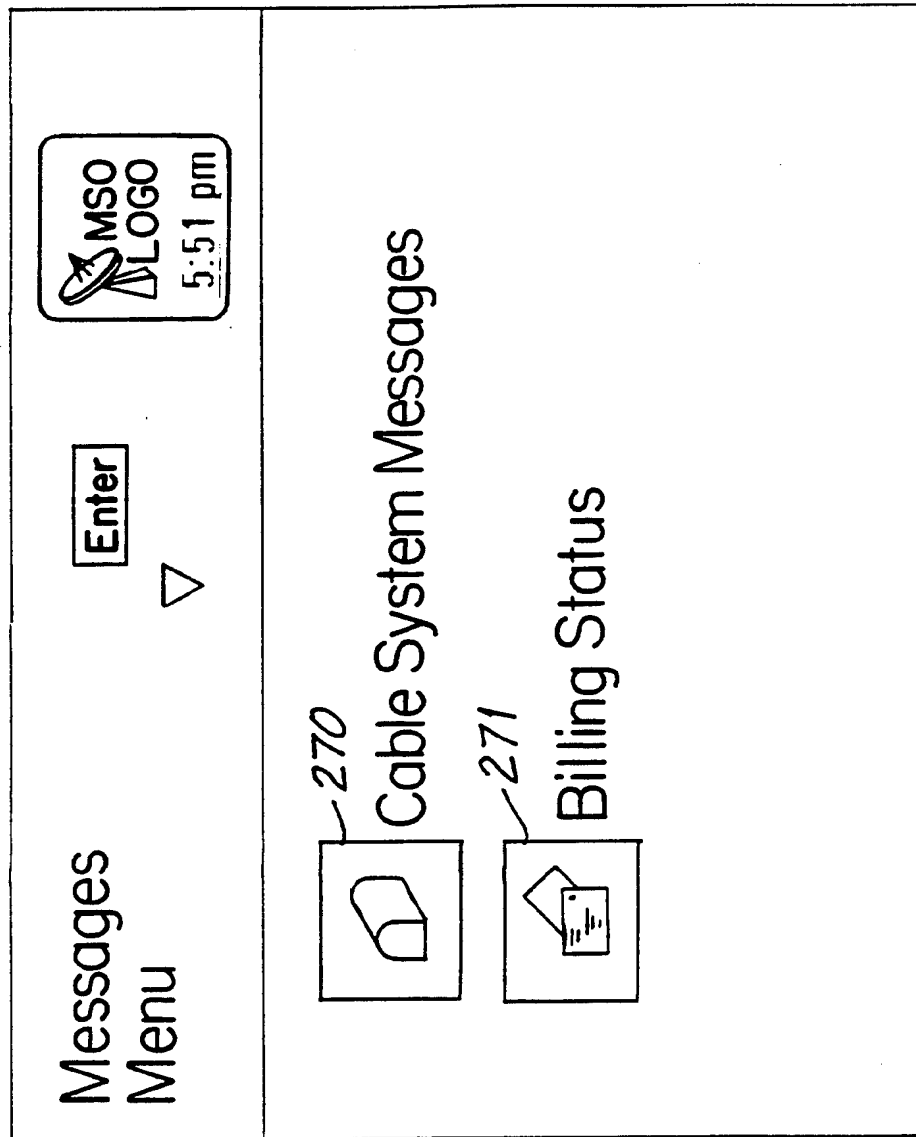 Messages
Menu
Enter
MSO
LOGO
5:51 pm
270
Cable System Messages
271
Billing Status